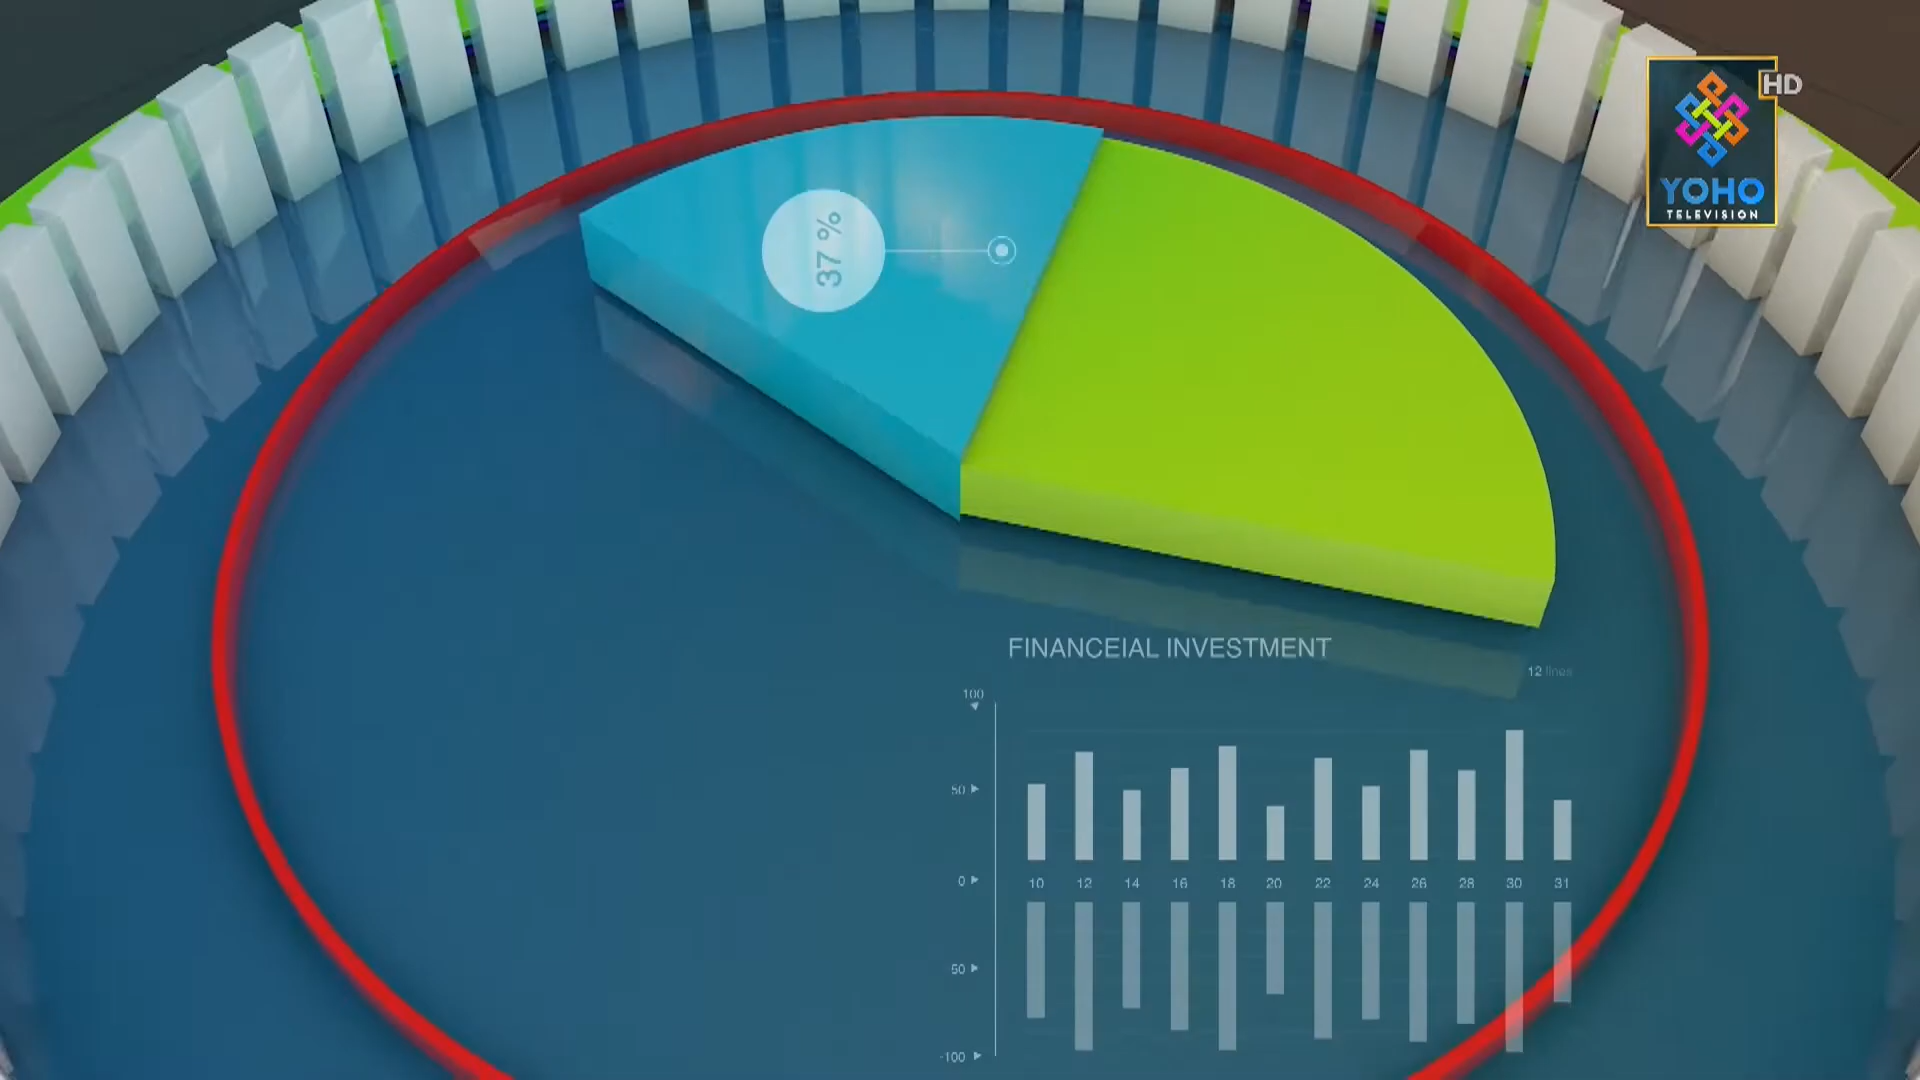 HD
YOHO
TELEVISION
37 %
FINANCEIAL INVESTMENT
12 lines
100
50
0
10 12 14 16 18 20 22 24 26 28 30 31
50
-100